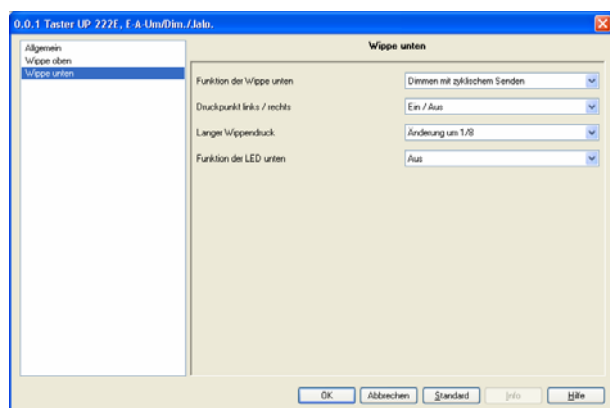 0.0.1 Taster UP 222E, E-A-Um/Dim./Jalo.
Allgemein
Wippe oben
Wippe unten
Wippe unten
Funktion der Wippe unten Dimmen mit zyklischem Senden
Druckpunkt links / rechts Ein / Aus
Langer Wippendruck Änderung um 1/8
Funktion der LED unten Aus
OK Abbrechen Standard Info Hilfe